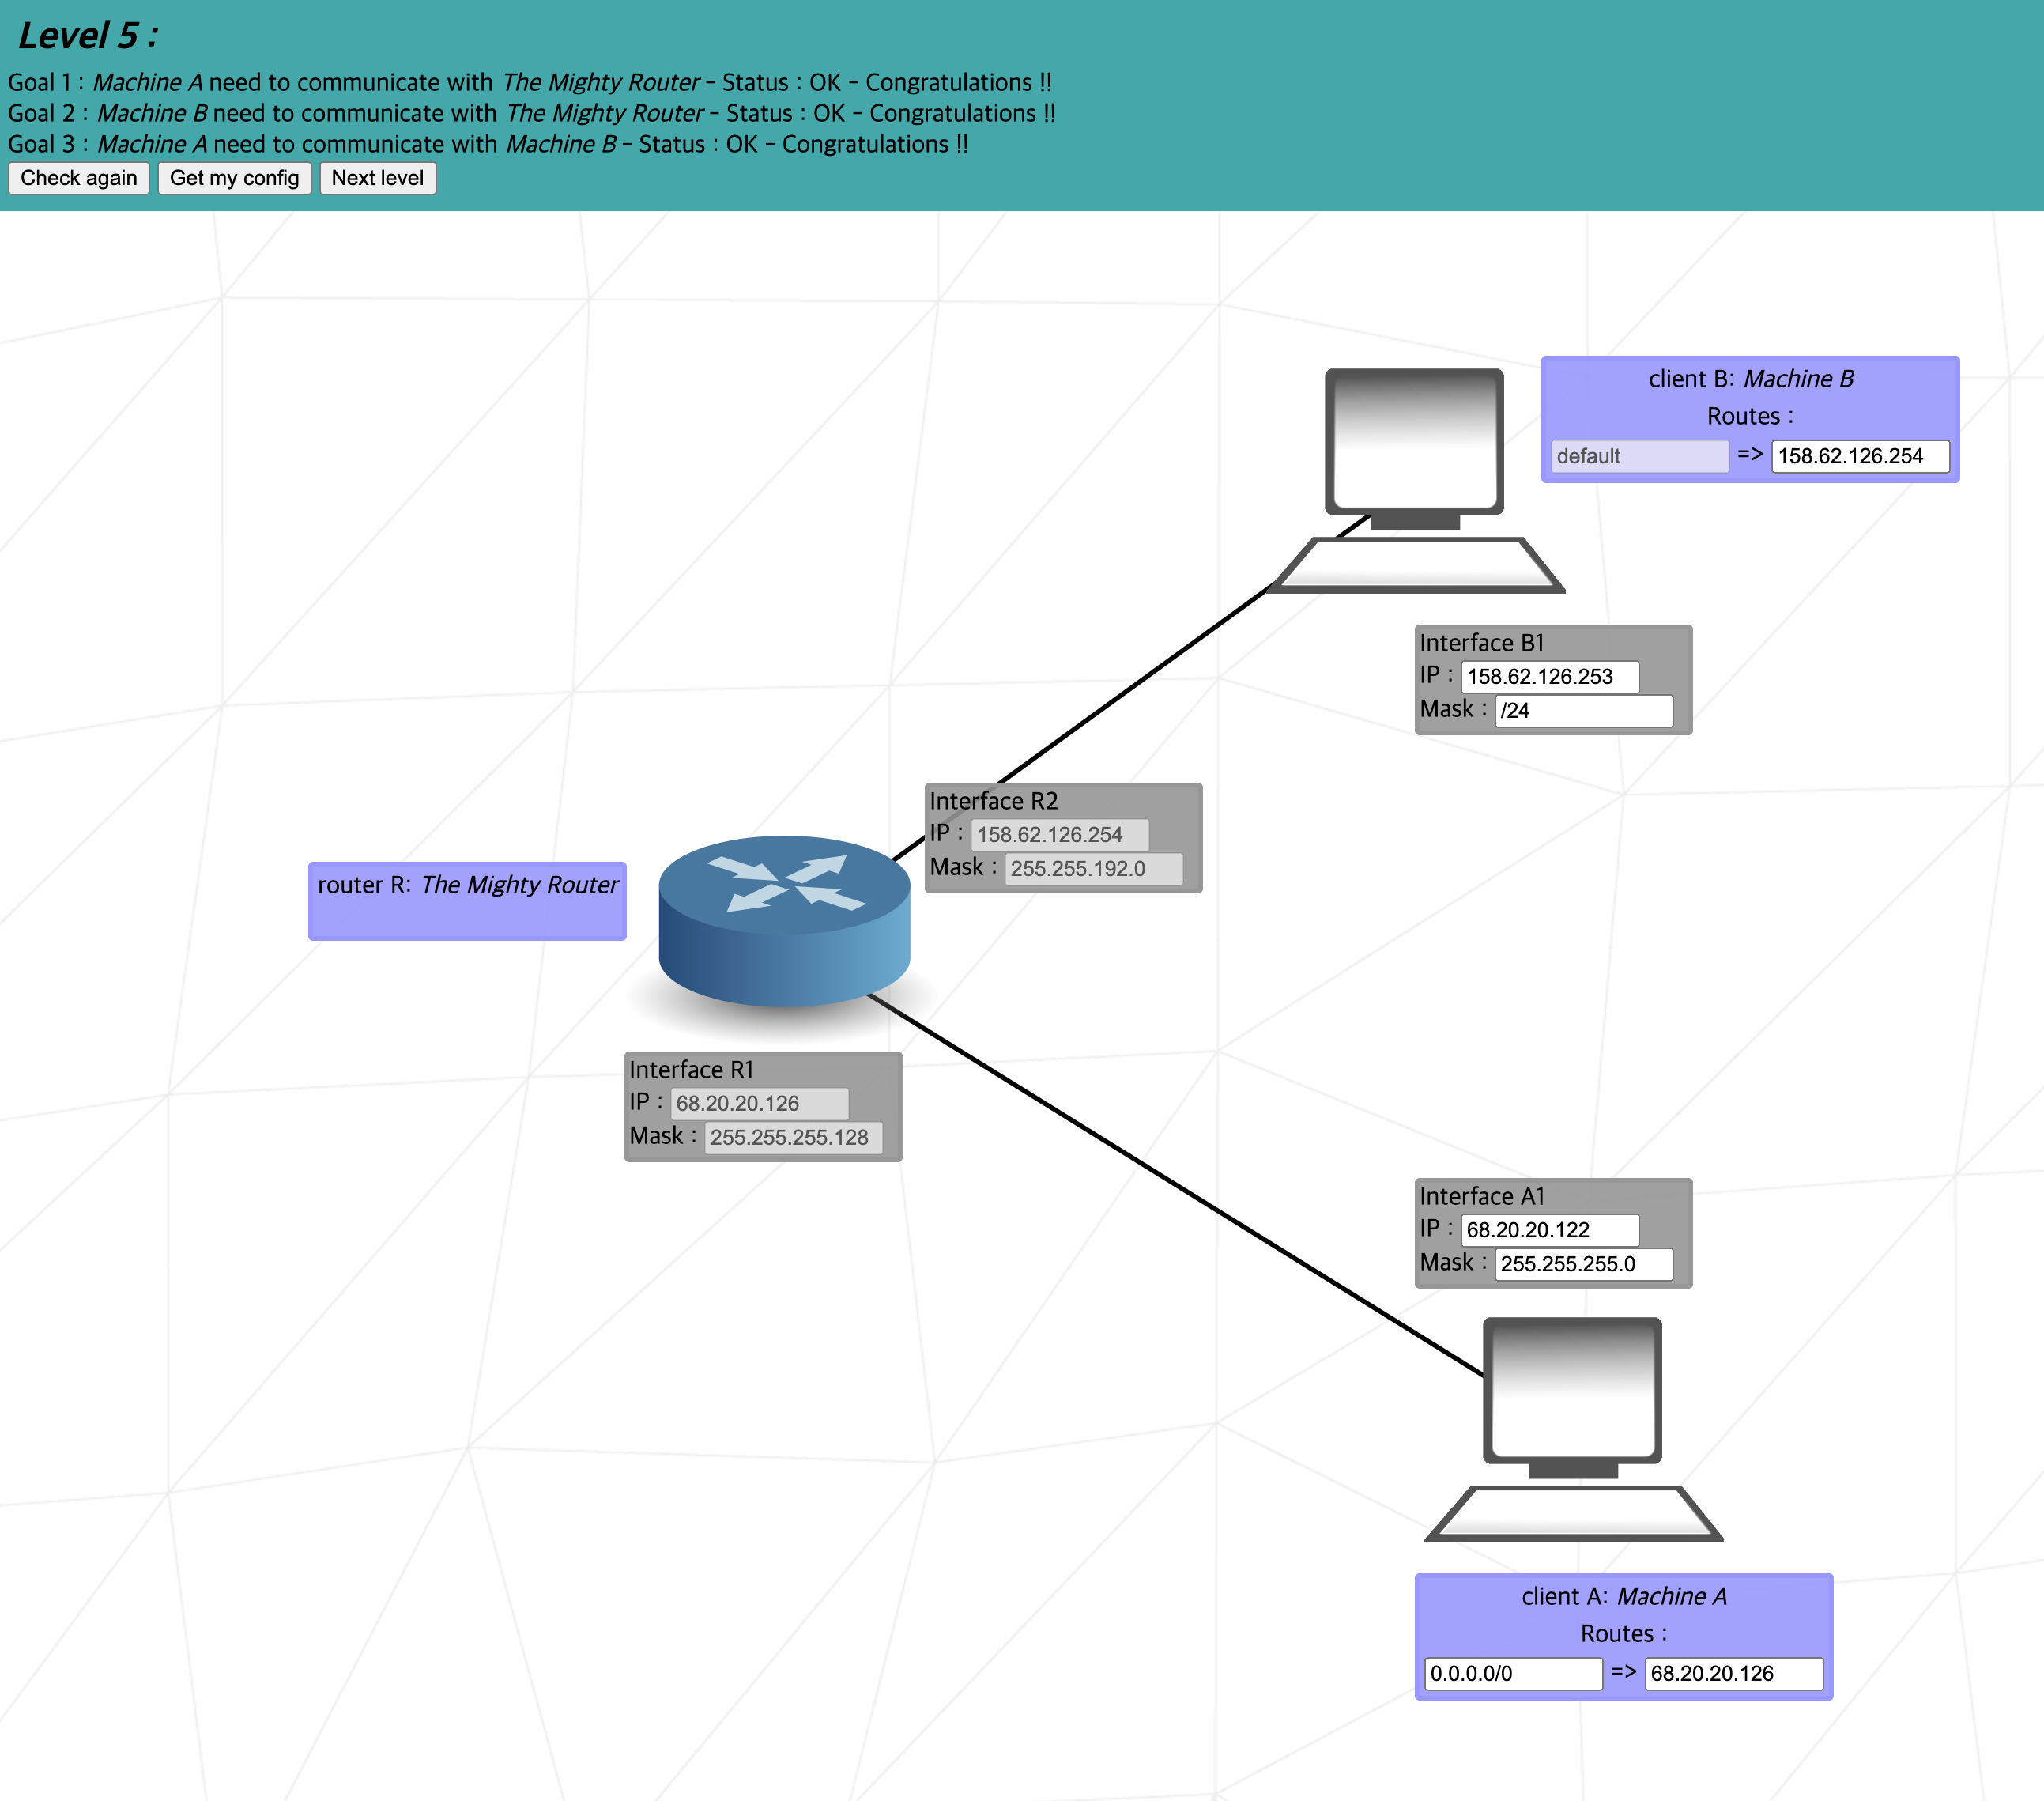 Level 5 :
Goal 1 : Machine A need to communicate with The Mighty Router - Status : OK - Congratulations !!
Goal 2 : Machine B need to communicate with The Mighty Router - Status : OK - Congratulations !!
Goal 3 : Machine A need to communicate with Machine B - Status : OK - Congratulations !!
Check again Get my config Next level
client B: Machine B
Routes :
default => 158.62.126.254
Interface B1
IP : 158.62.126.253
Mask : /24
Interface R2
IP : 158.62.126.254
Mask : 255.255.192.0
router R: The Mighty Router
Interface R1
IP : 68.20.20.126
Mask : 255.255.255.128
Interface A1
IP : 68.20.20.122
Mask : 255.255.255.0
client A: Machine A
Routes :
0.0.0.0/0 => 68.20.20.126